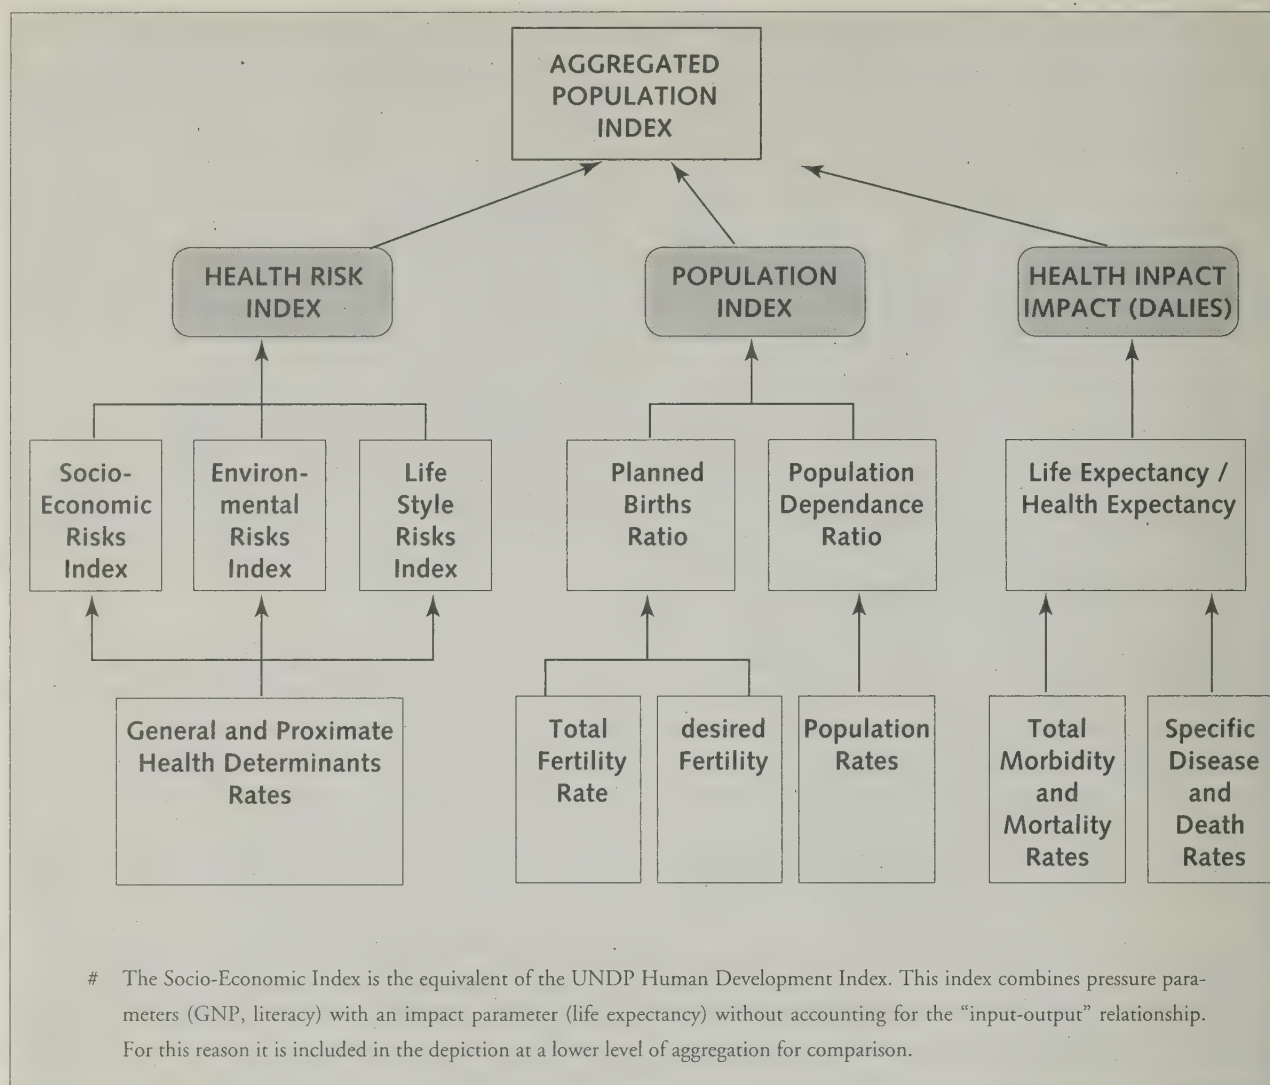 AGGREGATED
POPULATION
INDEX
HEALTH RISK
INDEX
POPULATION
INDEX
HEALTH INPACT
IMPACT (DALIES)
Socio-
Economic
Risks
Index
Environ-
mental
Risks
Index
Life
Style
Risks
Index
Planned
Births
Ratio
Population
Dependance
Ratio
Life Expectancy /
Health Expectancy
General and Proximate
Health Determinants
Rates
Total
Fertility
Rate
desired
Fertility
Population
Rates
Total
Morbidity
and
Mortality
Rates
Specific
Disease
and
Death
Rates
# The Socio-Economic Index is the equivalent of the UNDP Human Development Index. This index combines pressure para-
meters (GNP, literacy) with an impact parameter (life expectancy) without accounting for the “input-output” relationship.
For this reason it is included in the depiction at a lower level of aggregation for comparison.